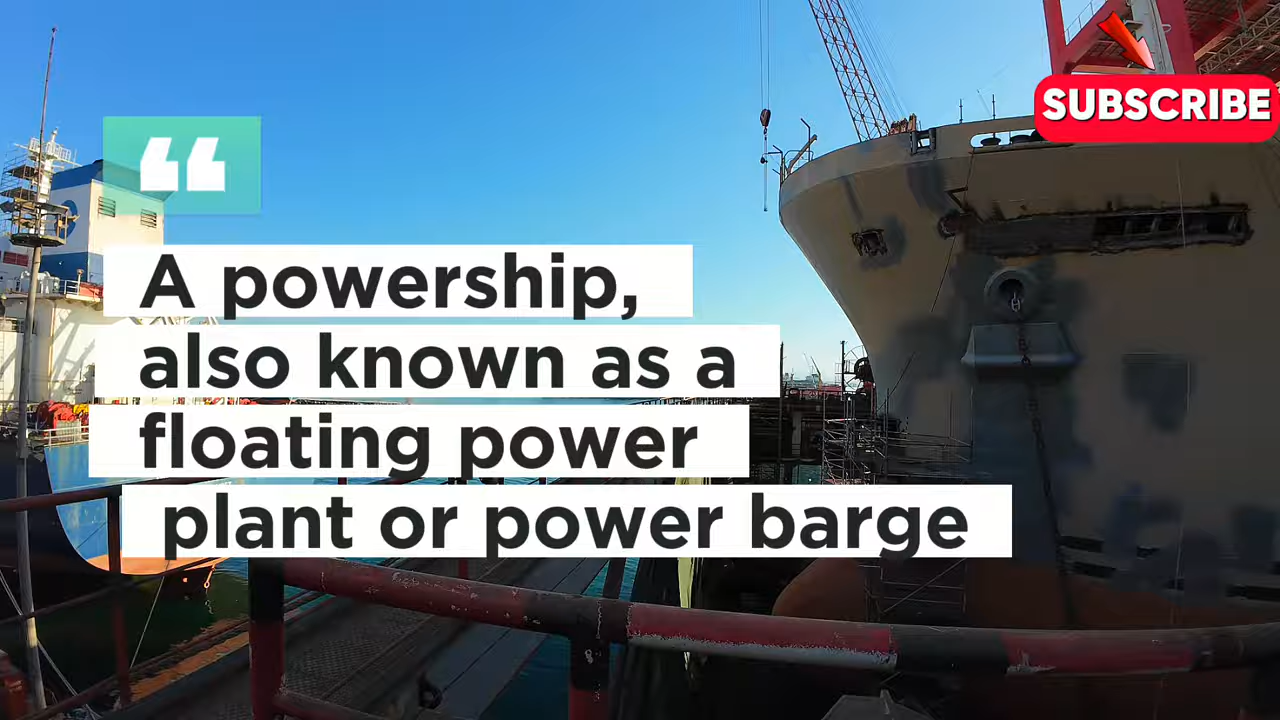 SUBSCRIBE
“
A powership,
also known as a
floating power
plant or power barge